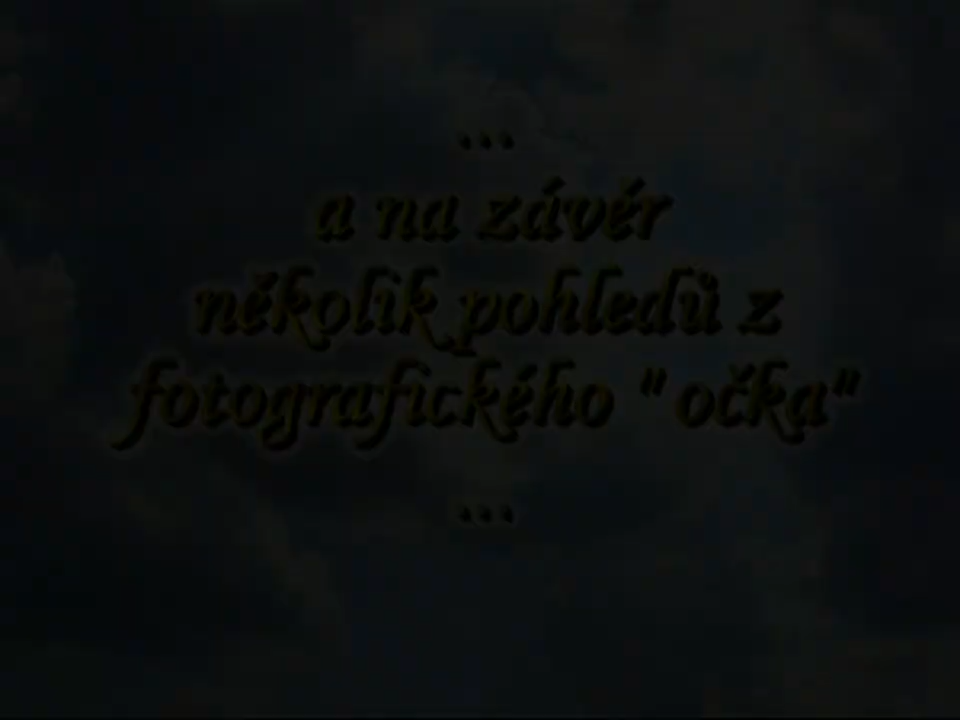 ...
a na závěr
několik pohledů z
fotografického " očka"
...